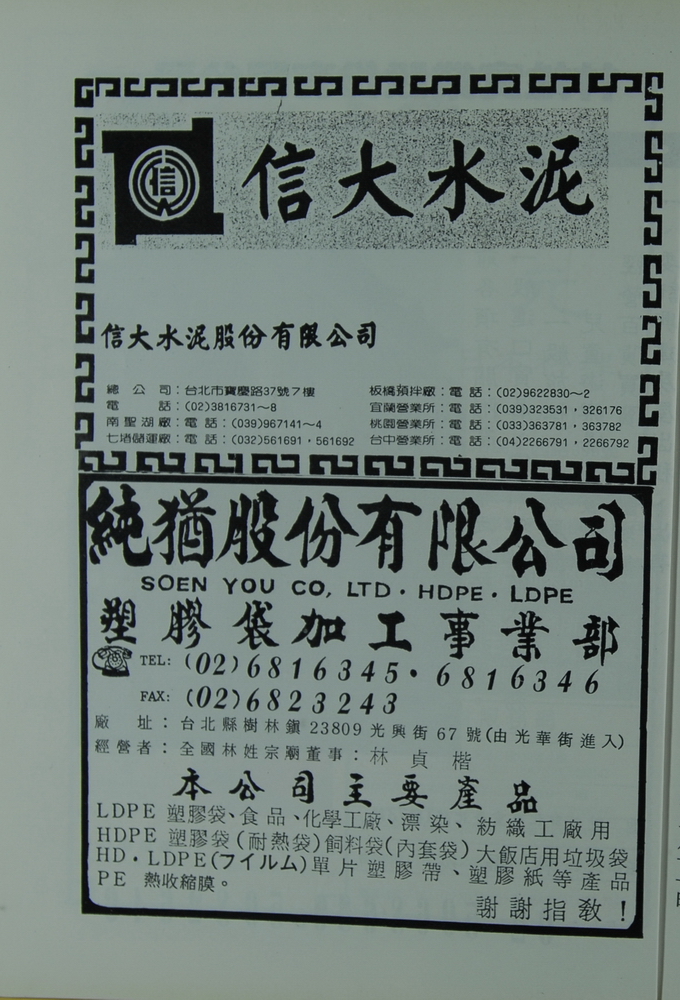 信
信大水泥
信大水泥股份有限公司
總公司：台北市寶慶路37號7樓
電話：(02)3816731～8
南聖湖廠：電話：(039)967141～4
七堵儲運廠：電話：(032)561691，561692
板橋預拌廠：電話：(02)9622830～2
宜蘭營業所：電話：(039)323531，326176
桃園營業所：電話：(033)363781，363782
台中營業所：電話：(04)2266791，2266792
純猶股份有限公司
SOEN YOU CO, LTD·HDPE·LDPE
塑膠袋加工事業部
TEL: (02)6816345·6816346
FAX: (02)6823243
廠址：台北縣樹林鎮23809光興街67號(由光華街進入)
經營者：全國林姓宗廟董事：林貞楷
本公司主要產品
LDPE 塑膠袋、食品、化學工廠、漂染、紡織工廠用
HDPE 塑膠袋(耐熱袋)飼料袋(內套袋)大飯店用垃圾袋
HD·LDPE(フイルム)單片塑膠帶、塑膠紙等產品
PE 熱收縮膜。
謝謝指教！